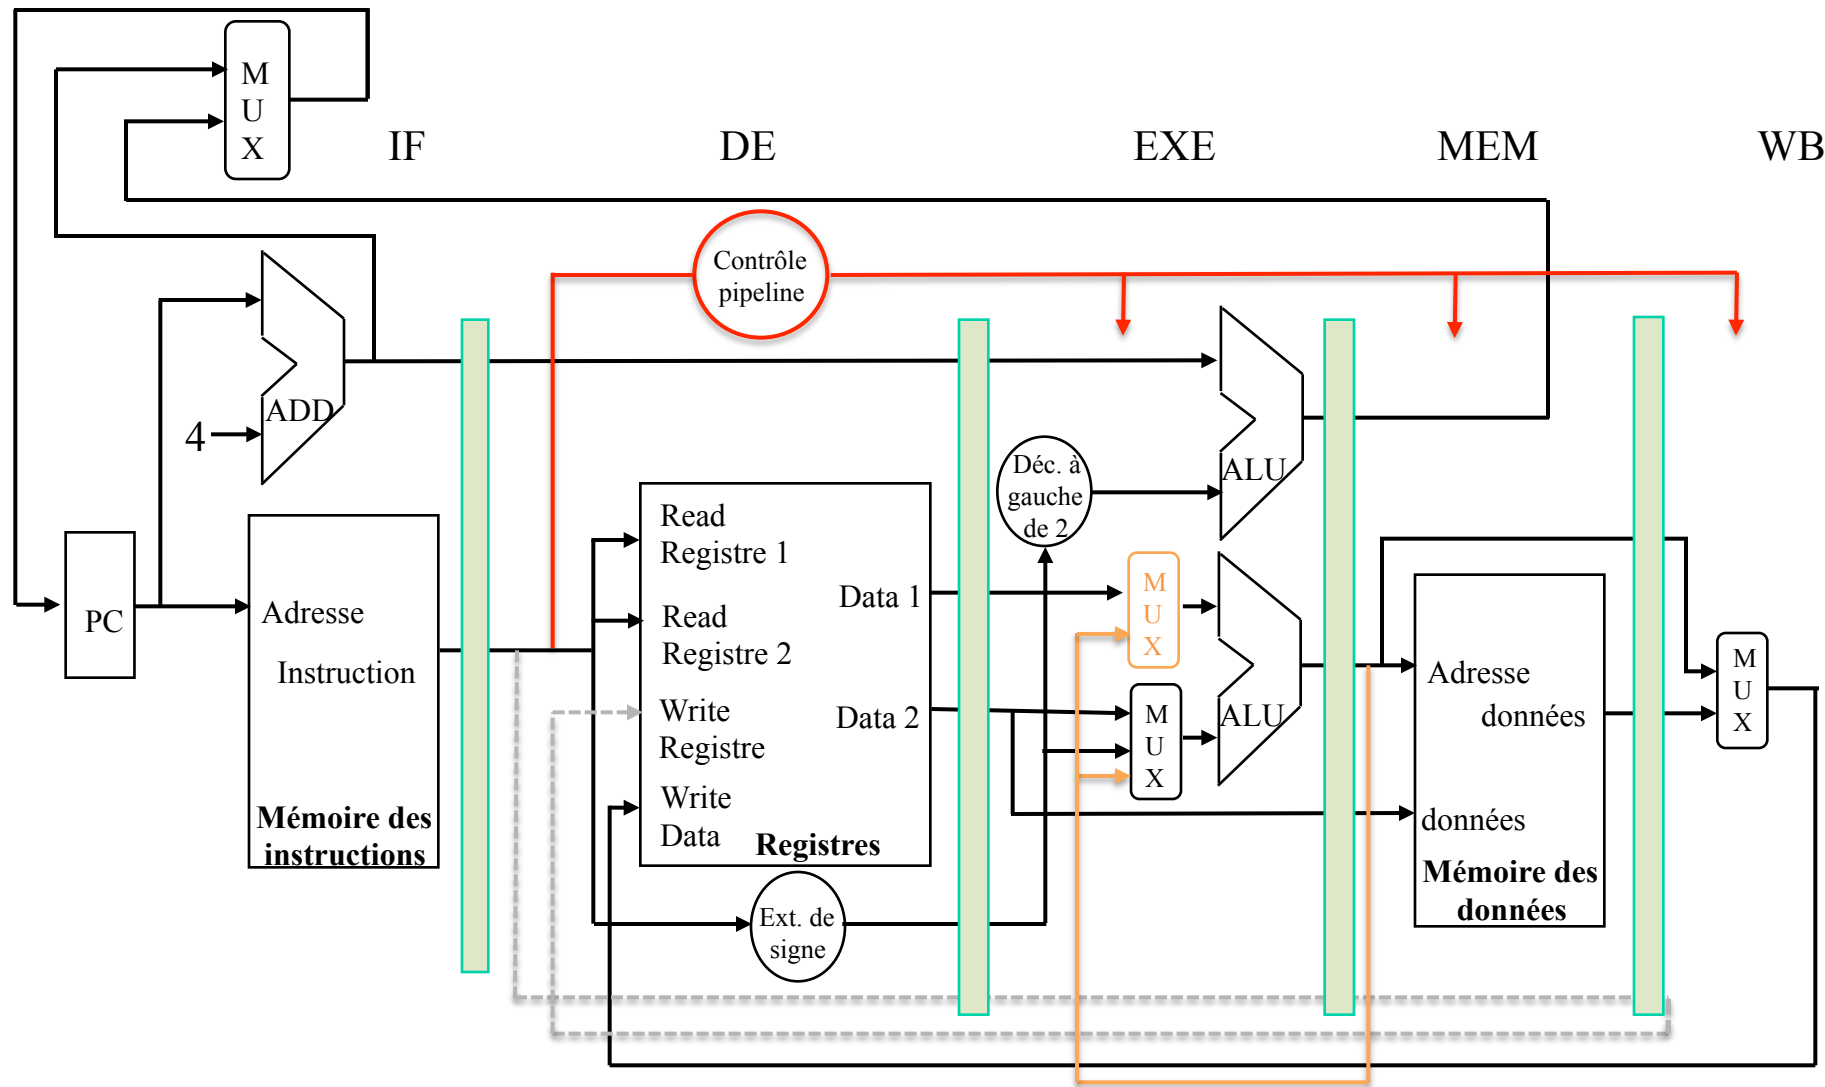 M
U
X
IF
DE
EXE
MEM
WB
Contrôle
pipeline
ADD
4
ALU
Déc. à
gauche
de 2
PC
Adresse
Instruction
Mémoire des
instructions
Read
Registre 1
Read
Registre 2
Write
Registre
Write
Data
Data 1
Data 2
Registres
Ext. de
signe
M
U
X
M
U
X
ALU
Adresse
données
données
Mémoire des
données
M
U
X